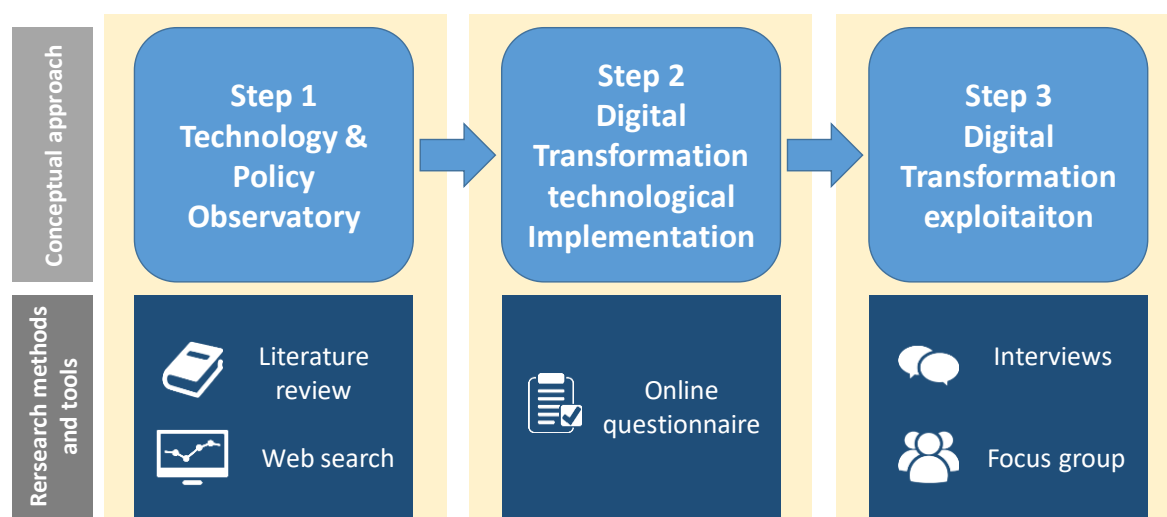 Conceptual approach
Step 1
Technology &
Policy
Observatory
Step 2
Digital
Transformation
technological
Implementation
Step 3
Digital
Transformation
exploitaiton
Rersearch methods
and tools
Literature
review
Web search
Online
questionnaire
Interviews
Focus group